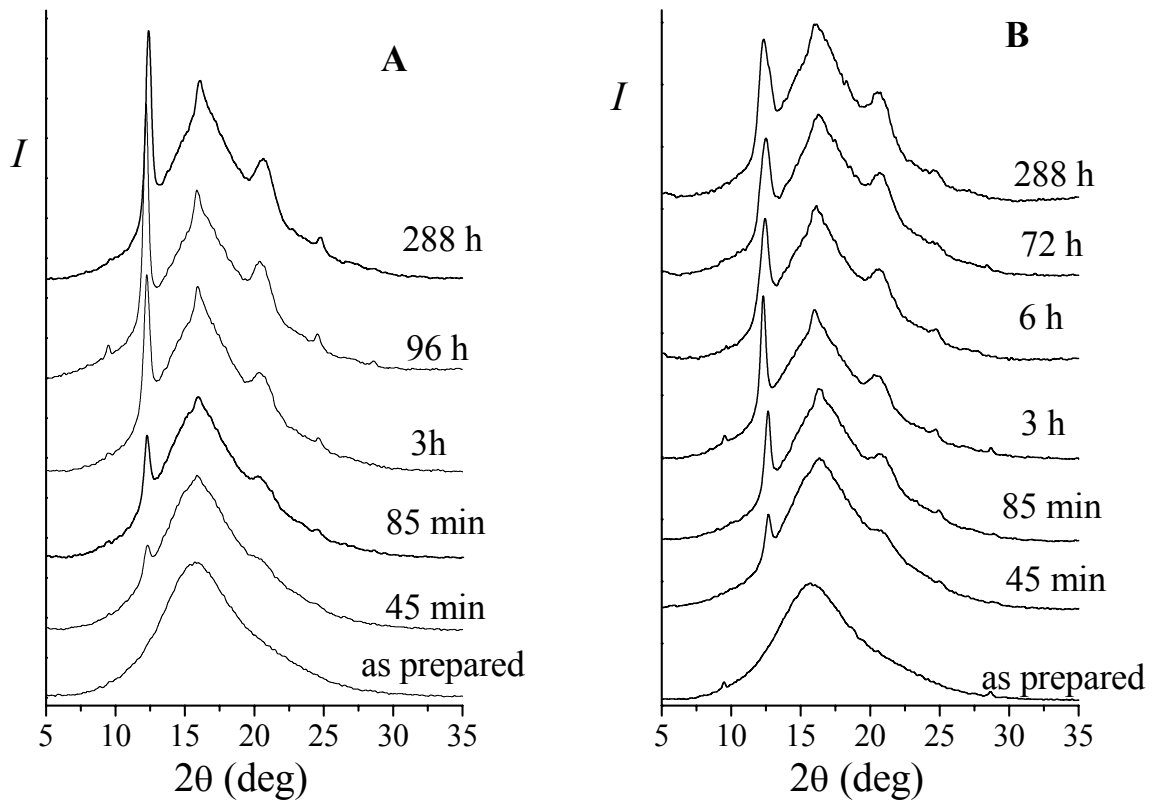 A
I
288 h
96 h
3h
85 min
45 min
as prepared
5 10 15 20 25 30 35
2θ (deg)
B
I
288 h
72 h
6 h
3 h
85 min
45 min
as prepared
5 10 15 20 25 30 35
2θ (deg)